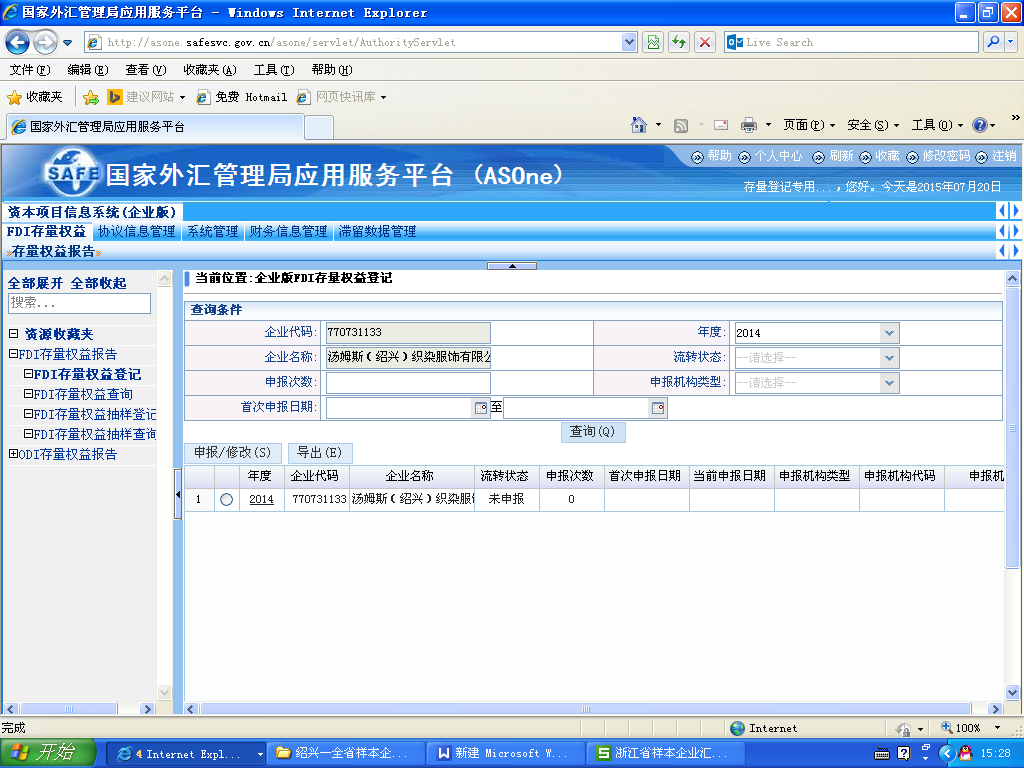 国家外汇管理局应用服务平台 - Windows Internet Explorer
http://asone.safesvc.gov.cn/asone/servlet/AuthorityServlet
Live Search
文件(F) 编辑(E) 查看(V) 收藏夹(A) 工具(T) 帮助(H)
收藏夹 建议网站 免费 Hotmail 网页快讯库
国家外汇管理局应用服务平台
页面(P) 安全(S) 工具(O)
SAFE 国家外汇管理局应用服务平台 (ASOne)
帮助 个人中心 刷新 收藏 修改密码 注销
存量登记专用...，您好。今天是2015年07月20日
资本项目信息系统(企业版)
FDI存量权益 协议信息管理 系统管理 财务信息管理 滞留数据管理
存量权益报告
全部展开 全部收起
搜索...
资源收藏夹
FDI存量权益报告
FDI存量权益登记
FDI存量权益查询
FDI存量权益抽样登记
FDI存量权益抽样查询
ODI存量权益报告
当前位置:企业版FDI存量权益登记
查询条件
企业代码: 770731133 年度: 2014
企业名称: 汤姆斯(绍兴)织染服饰有限公 流转状态: --请选择--
申报次数: 申报机构类型: --请选择--
首次申报日期: 至
查询(Q)
申报/修改(S) 导出(E)
年度 企业代码 企业名称 流转状态 申报次数 首次申报日期 当前申报日期 申报机构类型 申报机构代码 申报机
1 2014 770731133 汤姆斯(绍兴)织染服 未申报 0
完成
Internet 100%
开始 4 Internet Expl... 绍兴一全省样本企... 新建 Microsoft W... 浙江省样本企业汇... 15:28